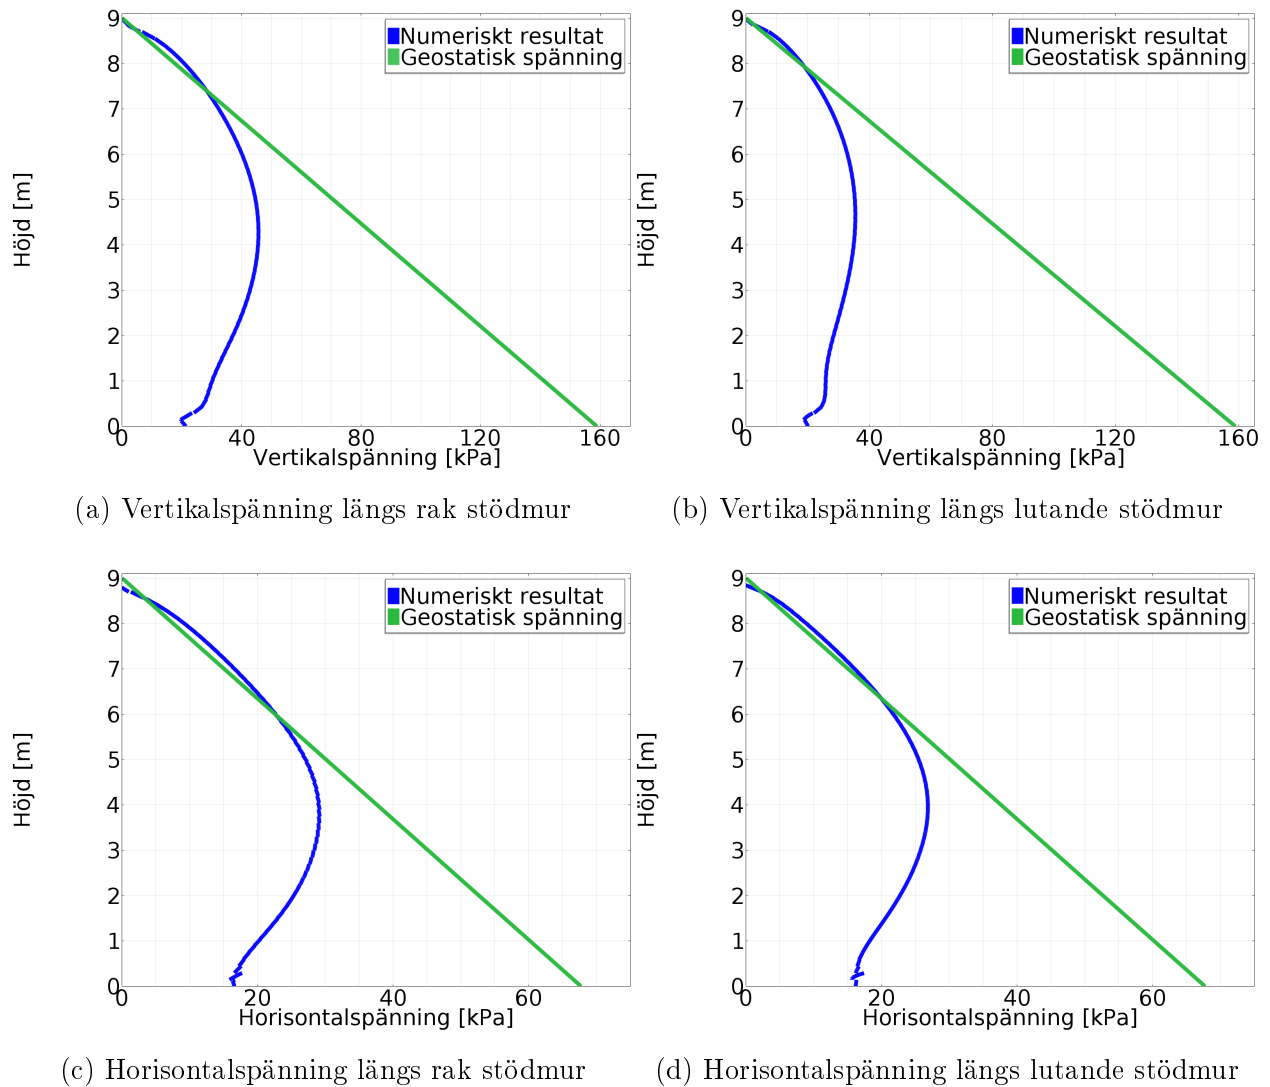 Numeriskt resultat
Geostatisk spänning
Höjd [m]
9
8
7
6
5
4
3
2
1
0
0 40 80 120 160
Vertikalspänning [kPa]
(a) Vertikalspänning längs rak stödmur
Numeriskt resultat
Geostatisk spänning
Höjd [m]
9
8
7
6
5
4
3
2
1
0
0 40 80 120 160
Vertikalspänning [kPa]
(b) Vertikalspänning längs lutande stödmur
Numeriskt resultat
Geostatisk spänning
Höjd [m]
9
8
7
6
5
4
3
2
1
0
0 20 40 60
Horisontalspänning [kPa]
(c) Horisontalspänning längs rak stödmur
Numeriskt resultat
Geostatisk spänning
Höjd [m]
9
8
7
6
5
4
3
2
1
0
0 20 40 60
Horisontalspänning [kPa]
(d) Horisontalspänning längs lutande stödmur